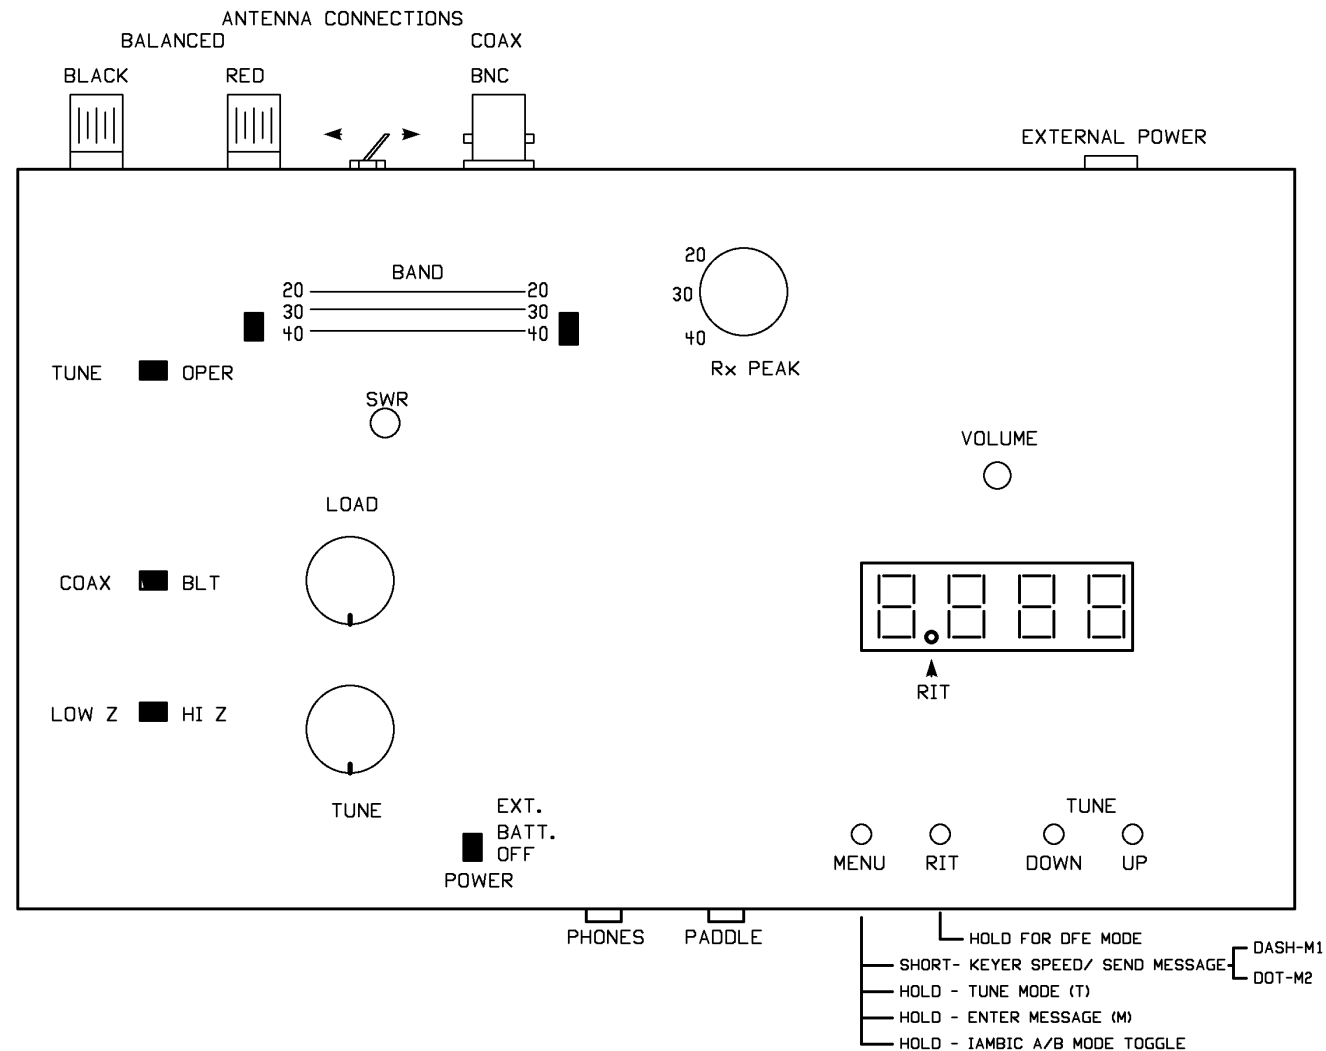 ANTENNA CONNECTIONS
BALANCED COAX
BLACK RED BNC
EXTERNAL POWER
BAND
20 20
30 30
40 40
20
30
40
Rx PEAK
TUNE OPER
SWR
VOLUME
LOAD
COAX BLT
RIT
LOW Z HI Z
TUNE
EXT.
BATT.
OFF
POWER
TUNE
MENU RIT DOWN UP
PHONES PADDLE
HOLD FOR DFE MODE
SHORT- KEYER SPEED/ SEND MESSAGE
DASH-M1
DOT-M2
HOLD - TUNE MODE (T)
HOLD - ENTER MESSAGE (M)
HOLD - IAMBIC A/B MODE TOGGLE